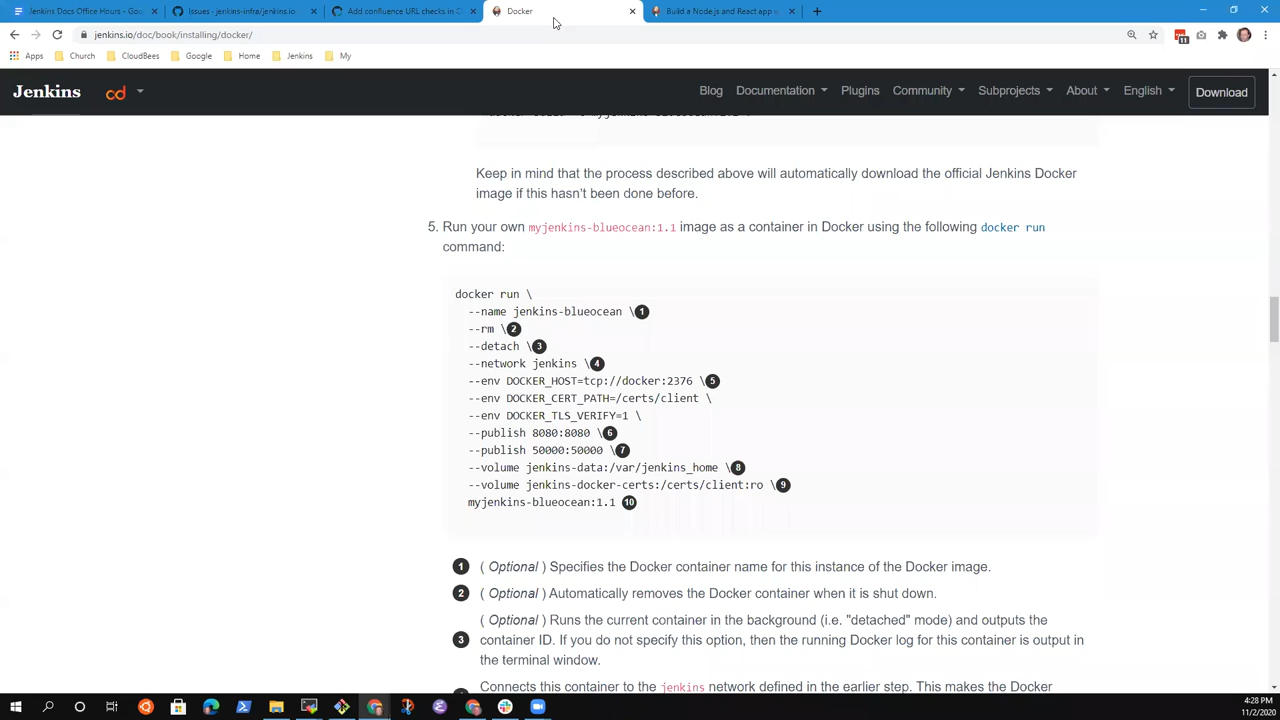 Jenkins Docs Office Hours - Goo
Issues · jenkins-infra/jenkins.io
Add confluence URL checks in C
Docker
Build a Node.js and React app w
jenkins.io/doc/book/installing/docker/
11
Apps
Church
CloudBees
Google
Home
Jenkins
My
Jenkins
cd
Blog
Documentation
Plugins
Community
Subprojects
About
English
Download
Keep in mind that the process described above will automatically download the official Jenkins Docker
image if this hasn't been done before.
5. Run your own myjenkins-blueocean:1.1 image as a container in Docker using the following docker run
command:
docker run \
--name jenkins-blueocean \ 1
--rm \ 2
--detach \ 3
--network jenkins \ 4
--env DOCKER_HOST=tcp://docker:2376 \ 5
--env DOCKER_CERT_PATH=/certs/client \
--env DOCKER_TLS_VERIFY=1 \
--publish 8080:8080 \ 6
--publish 50000:50000 \ 7
--volume jenkins-data:/var/jenkins_home \ 8
--volume jenkins-docker-certs:/certs/client:ro \ 9
myjenkins-blueocean:1.1 10
1 ( Optional ) Specifies the Docker container name for this instance of the Docker image.
2 ( Optional ) Automatically removes the Docker container when it is shut down.
( Optional ) Runs the current container in the background (i.e. "detached" mode) and outputs the
3 container ID. If you do not specify this option, then the running Docker log for this container is output in
the terminal window.
Connects this container to the jenkins network defined in the earlier step. This makes the Docker
4:28 PM
11/2/2020